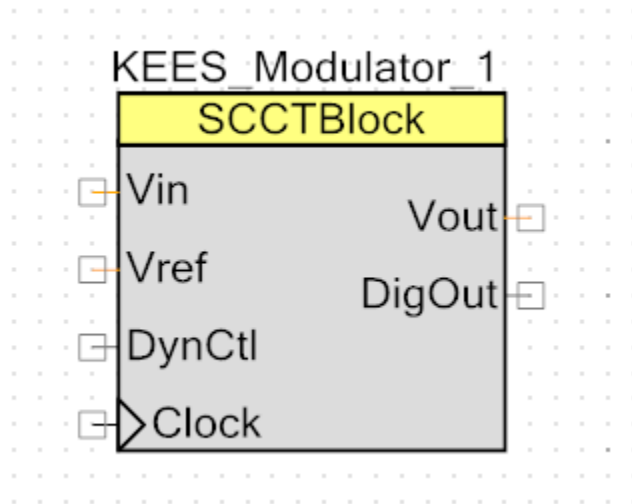 KEES_Modulator_1
SCCTBlock
Vin
Vout
Vref
DigOut
DynCtl
Clock